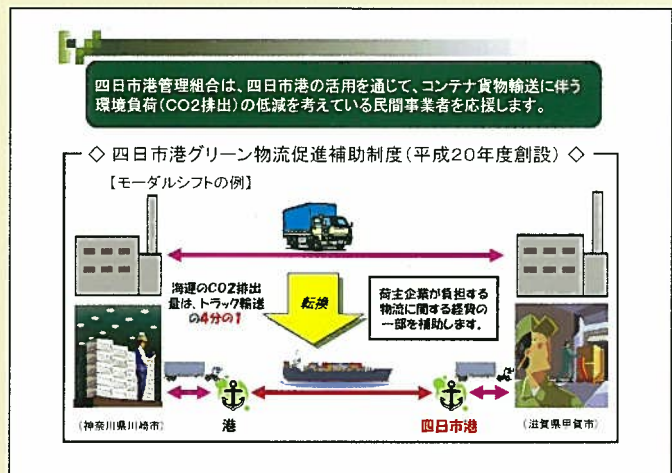 四日市港管理組合は、四日市港の活用を通じて、コンテナ貨物輸送に伴う
環境負荷(CO2排出)の低減を考えている民間事業者を応援します。
◇ 四日市港グリーン物流促進補助制度(平成20年度創設) ◇
【モーダルシフトの例】
海運のCO2排出
量は、トラック輸送
の4分の1
転換
荷主企業が負担する
物流に関する経費の
一部を補助します。
(神奈川県川崎市)
港
四日市港
(滋賀県甲賀市)